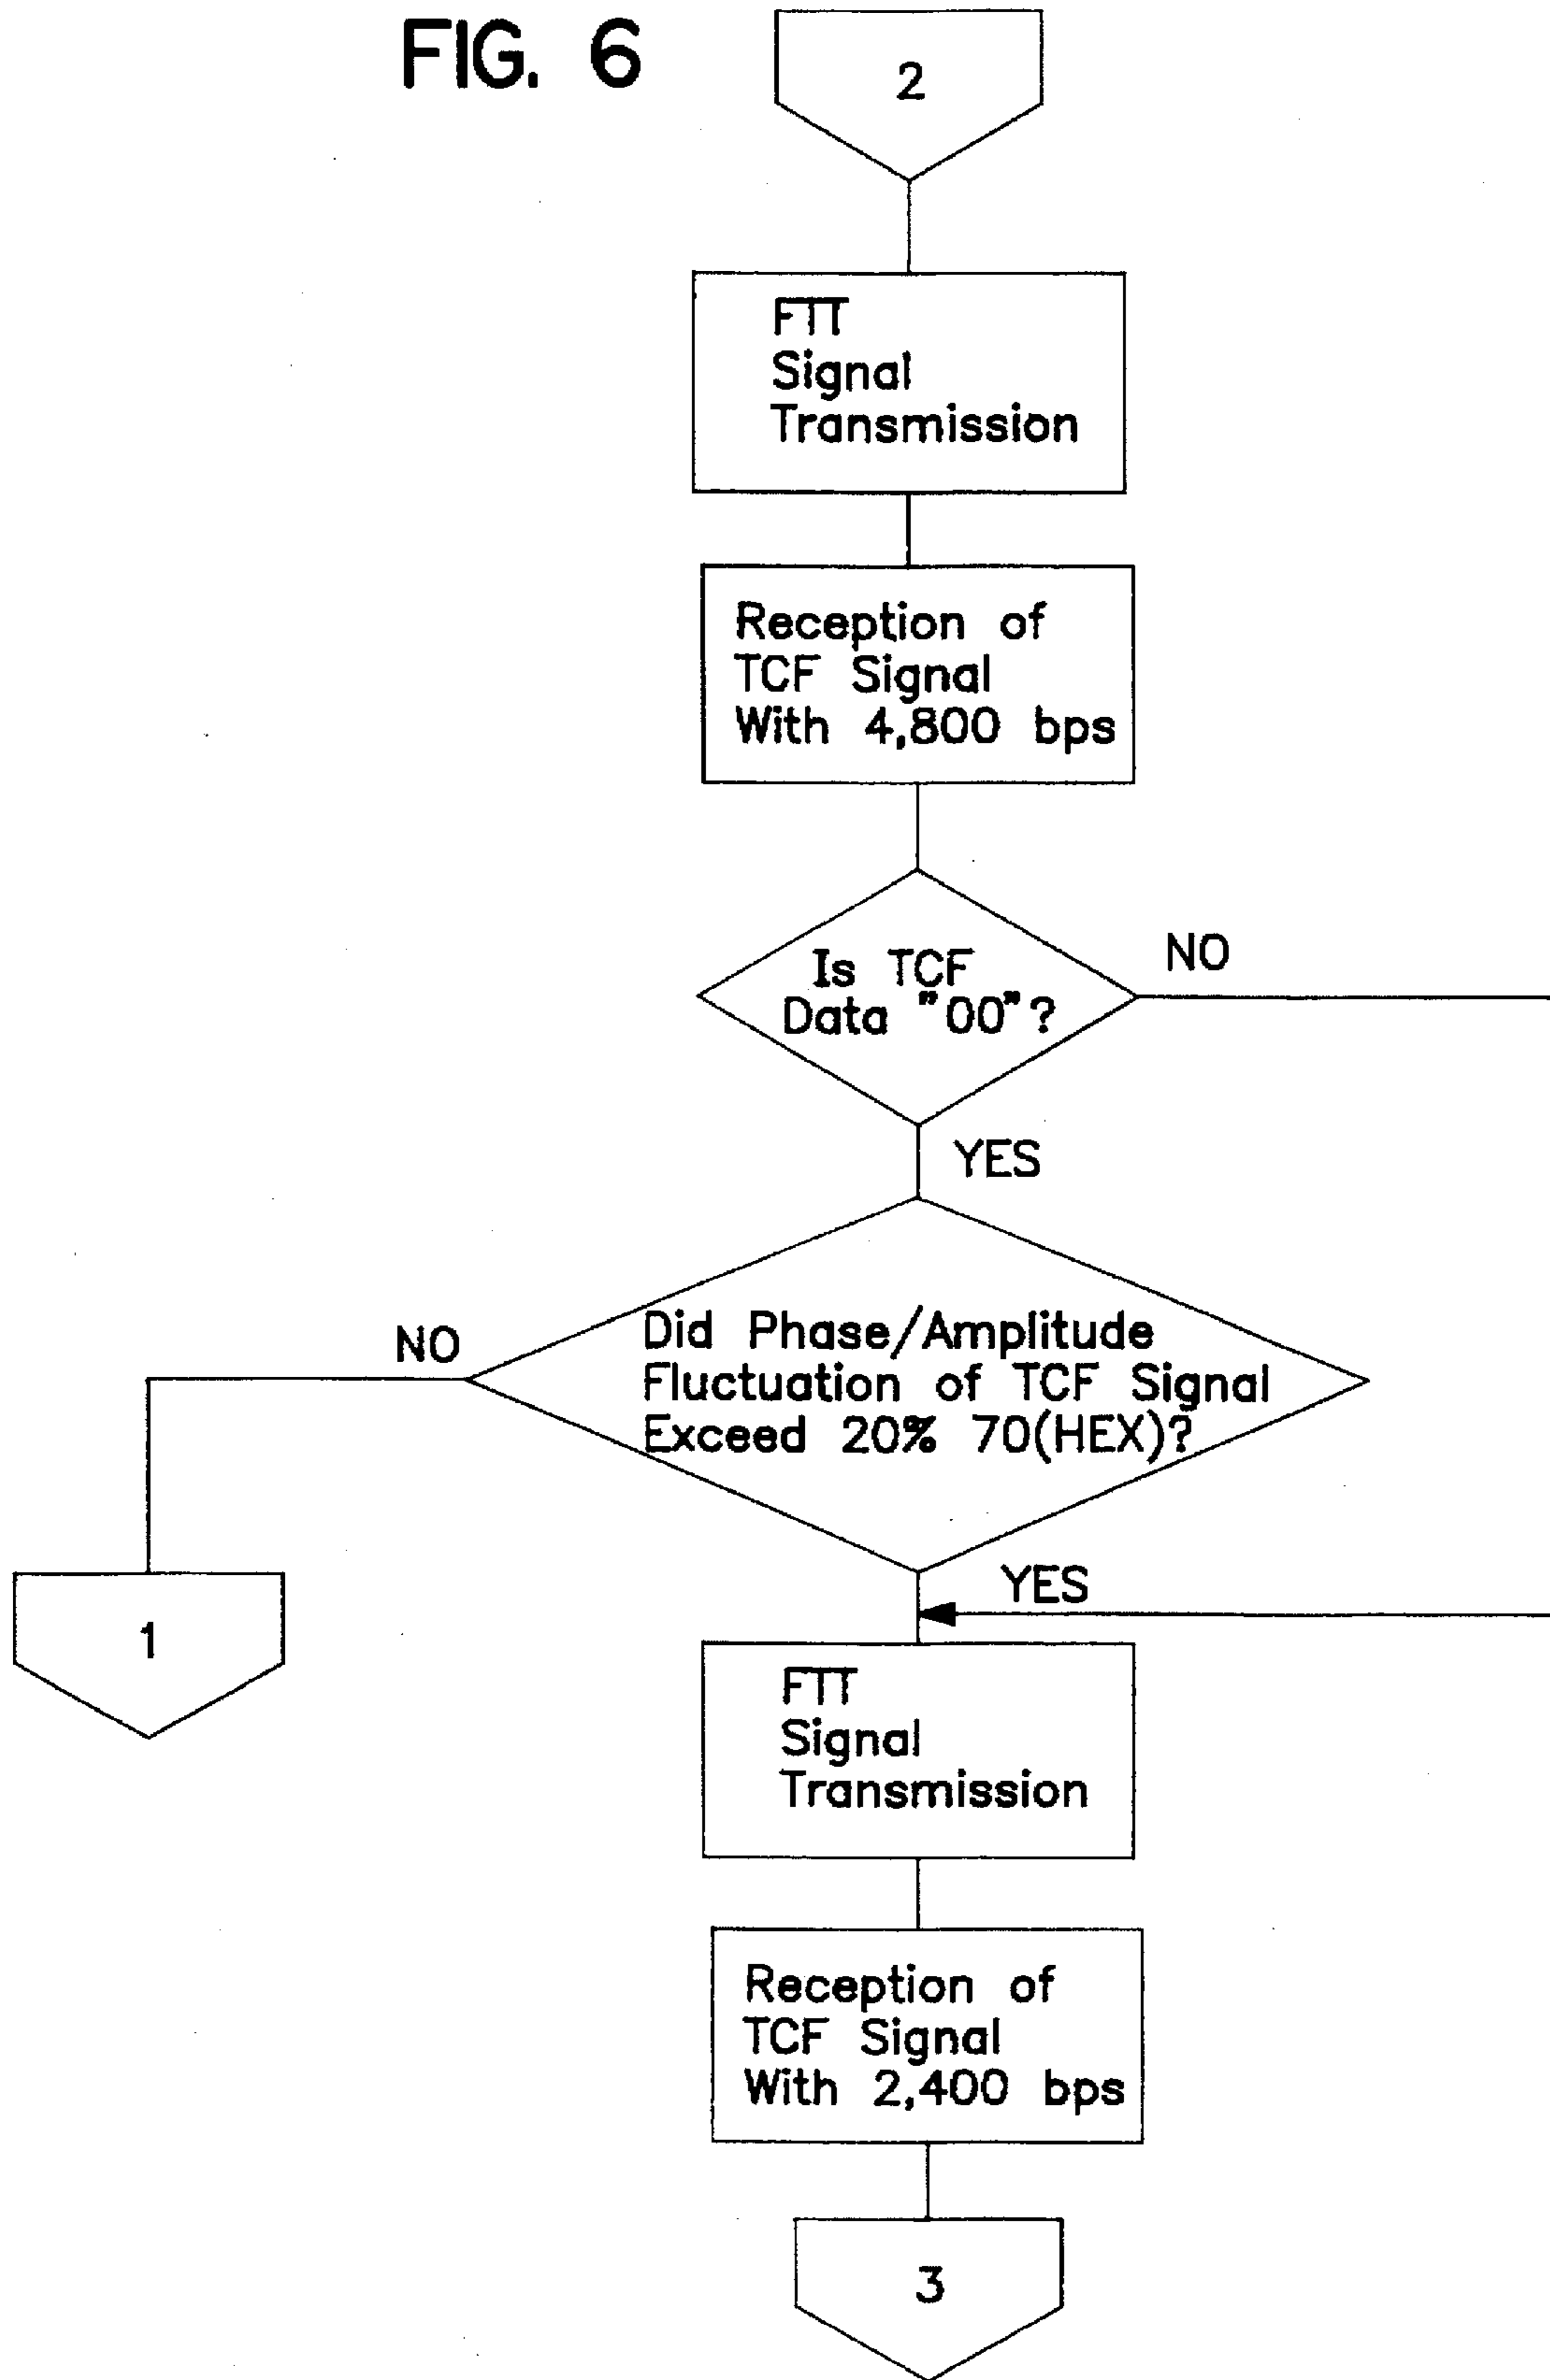 FIG. 6
2
FTT
Signal
Transmission
Reception of
TCF Signal
With 4,800 bps
Is TCF
Data "00"?
NO
YES
Did Phase/Amplitude
Fluctuation of TCF Signal
Exceed 20% 70(HEX)?
NO
YES
1
FTT
Signal
Transmission
Reception of
TCF Signal
With 2,400 bps
3